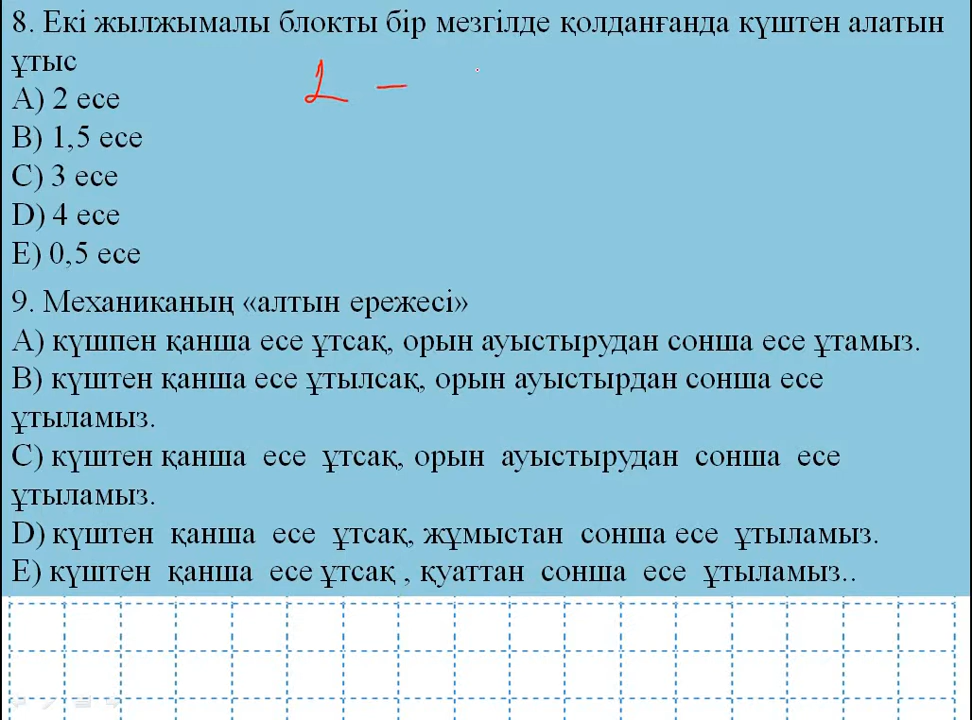 8. Екі жылжымалы блокты бір мезгілде қолданғанда күштен алатын
ұтыс
A) 2 есе
B) 1,5 есе
C) 3 есе
D) 4 есе
E) 0,5 есе
1 –
9. Механиканың «алтын ережесі»
A) күшпен қанша есе ұтсақ, орын ауыстырудан сонша есе ұтамыз.
B) күштен қанша есе ұтылсақ, орын ауыстырдан сонша есе
ұтыламыз.
C) күштен қанша есе ұтсақ, орын ауыстырудан сонша есе
ұтыламыз.
D) күштен қанша есе ұтсақ, жұмыстан сонша есе ұтыламыз.
E) күштен қанша есе ұтсақ , қуаттан сонша есе ұтыламыз..